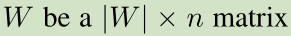 W be a |W| × n matrix